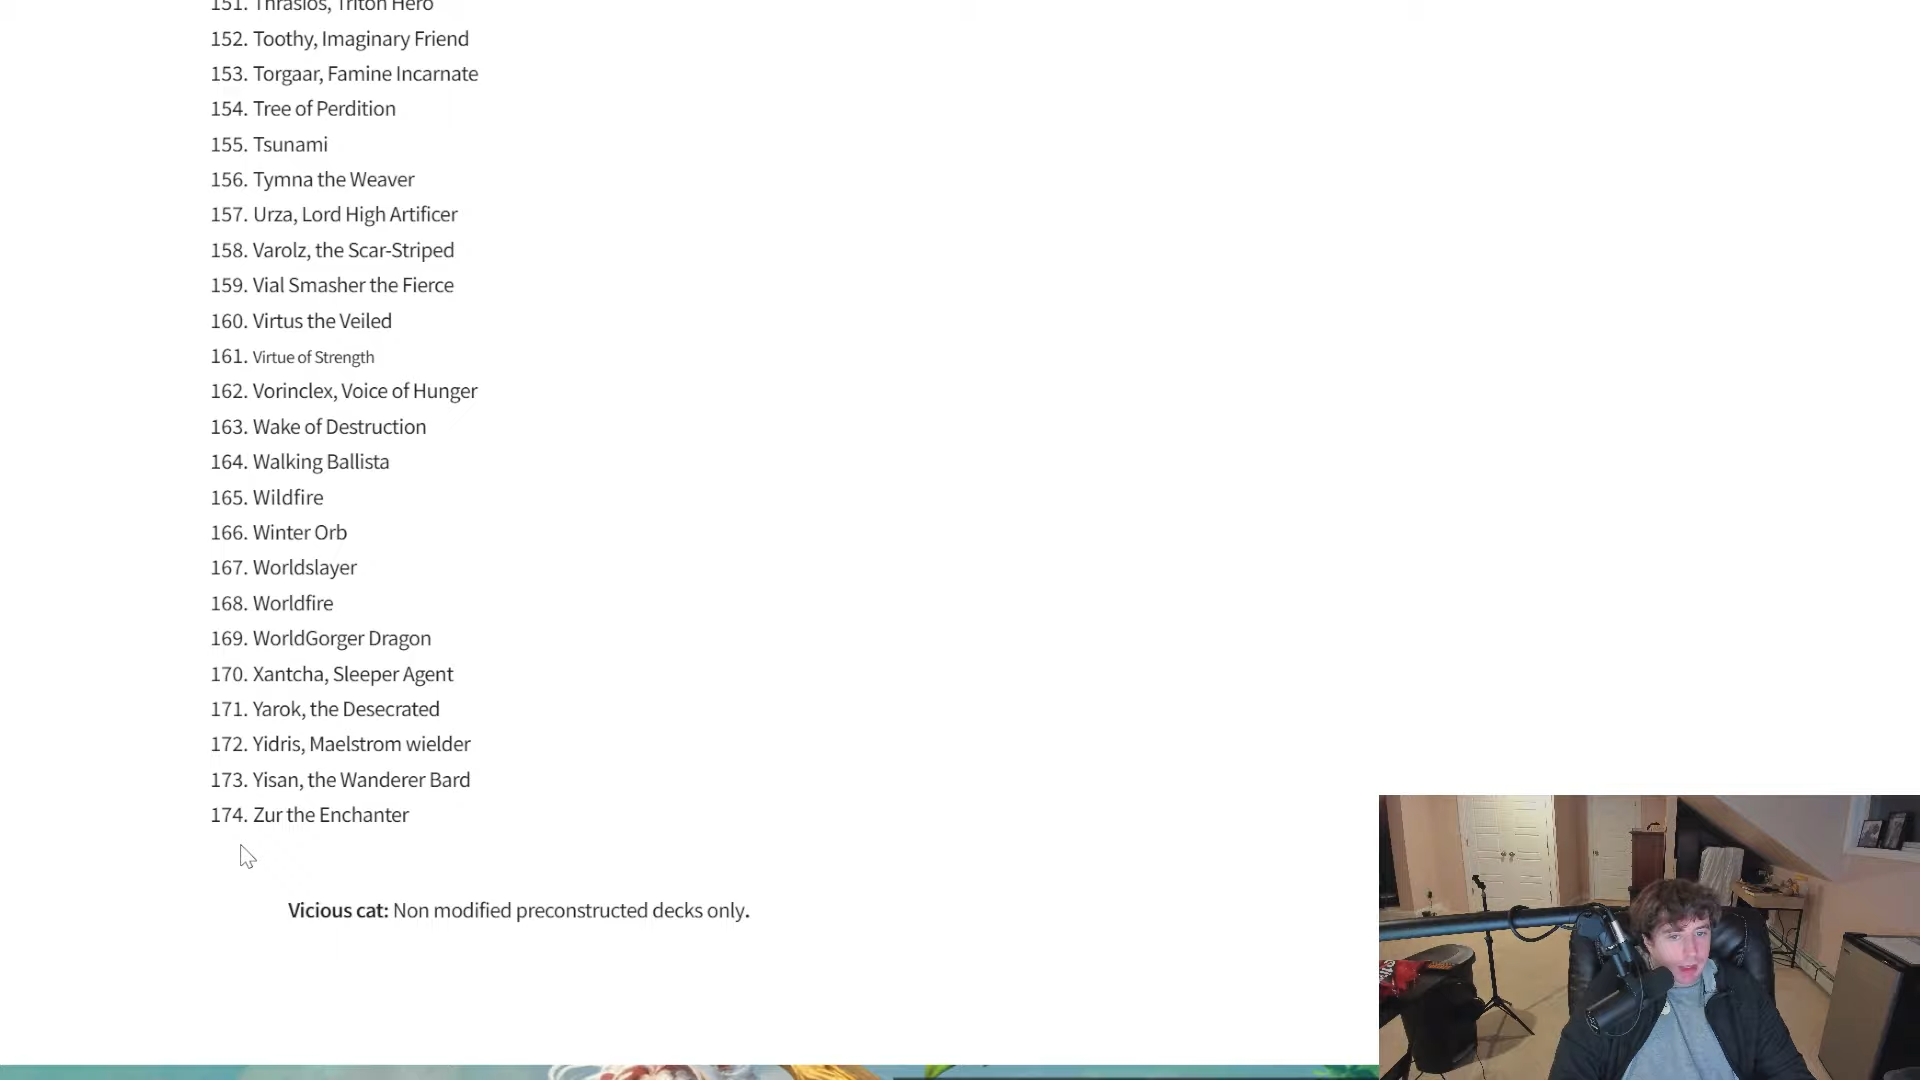 151. Thrasios, Triton Hero
152. Toothy, Imaginary Friend
153. Torgaar, Famine Incarnate
154. Tree of Perdition
155. Tsunami
156. Tymna the Weaver
157. Urza, Lord High Artificer
158. Varolz, the Scar-Striped
159. Vial Smasher the Fierce
160. Virtus the Veiled
161. Virtue of Strength
162. Vorinclex, Voice of Hunger
163. Wake of Destruction
164. Walking Ballista
165. Wildfire
166. Winter Orb
167. Worldslayer
168. Worldfire
169. WorldGorger Dragon
170. Xantcha, Sleeper Agent
171. Yarok, the Desecrated
172. Yidris, Maelstrom wielder
173. Yisan, the Wanderer Bard
174. Zur the Enchanter
Vicious cat: Non modified preconstructed decks only.